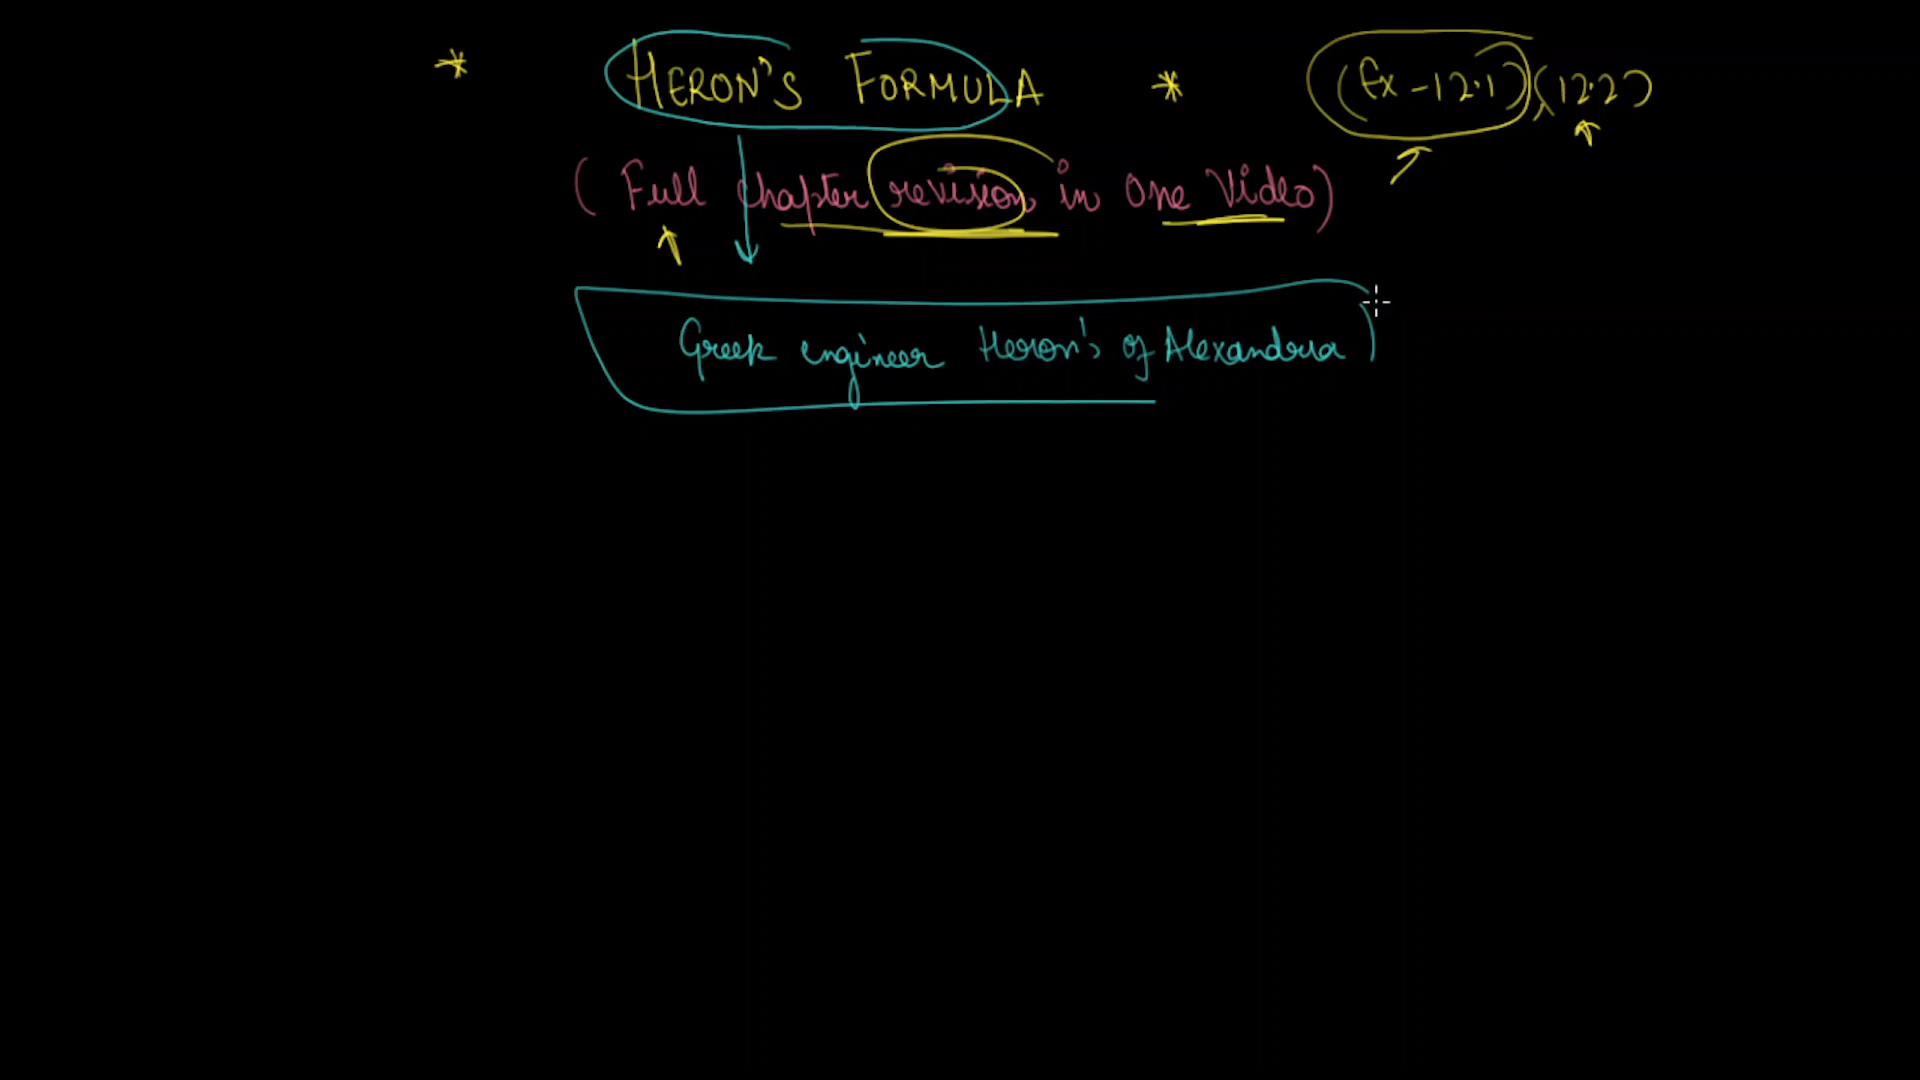 * HERON'S FORMULA * (Ex-12.1), (12.2)
(Full chapter revision in One Video)
Greek engineer Heron's of Alexandria